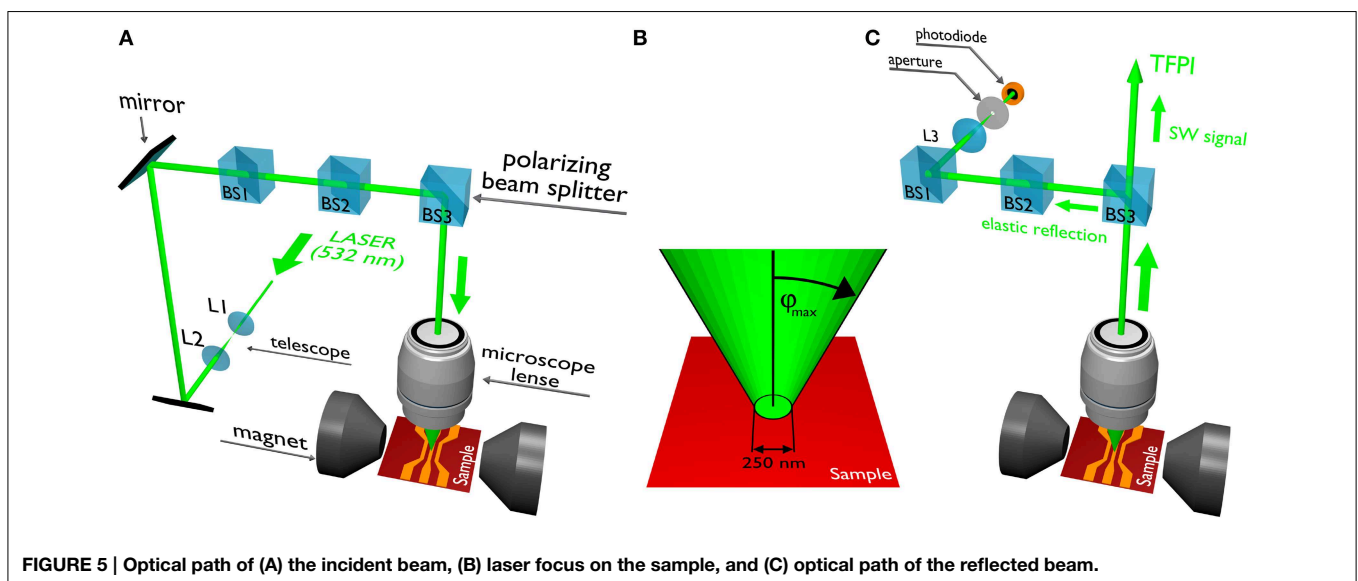 A
mirror
BS1
BS2
BS3
polarizing
beam splitter
LASER
(532 nm)
L1
L2
telescope
microscope
lense
magnet
Sample
B
φmax
250 nm
Sample
C
photodiode
aperture
L3
TFPI
SW signal
BS1
BS2
BS3
elastic reflection
Sample
FIGURE 5 | Optical path of (A) the incident beam, (B) laser focus on the sample, and (C) optical path of the reflected beam.